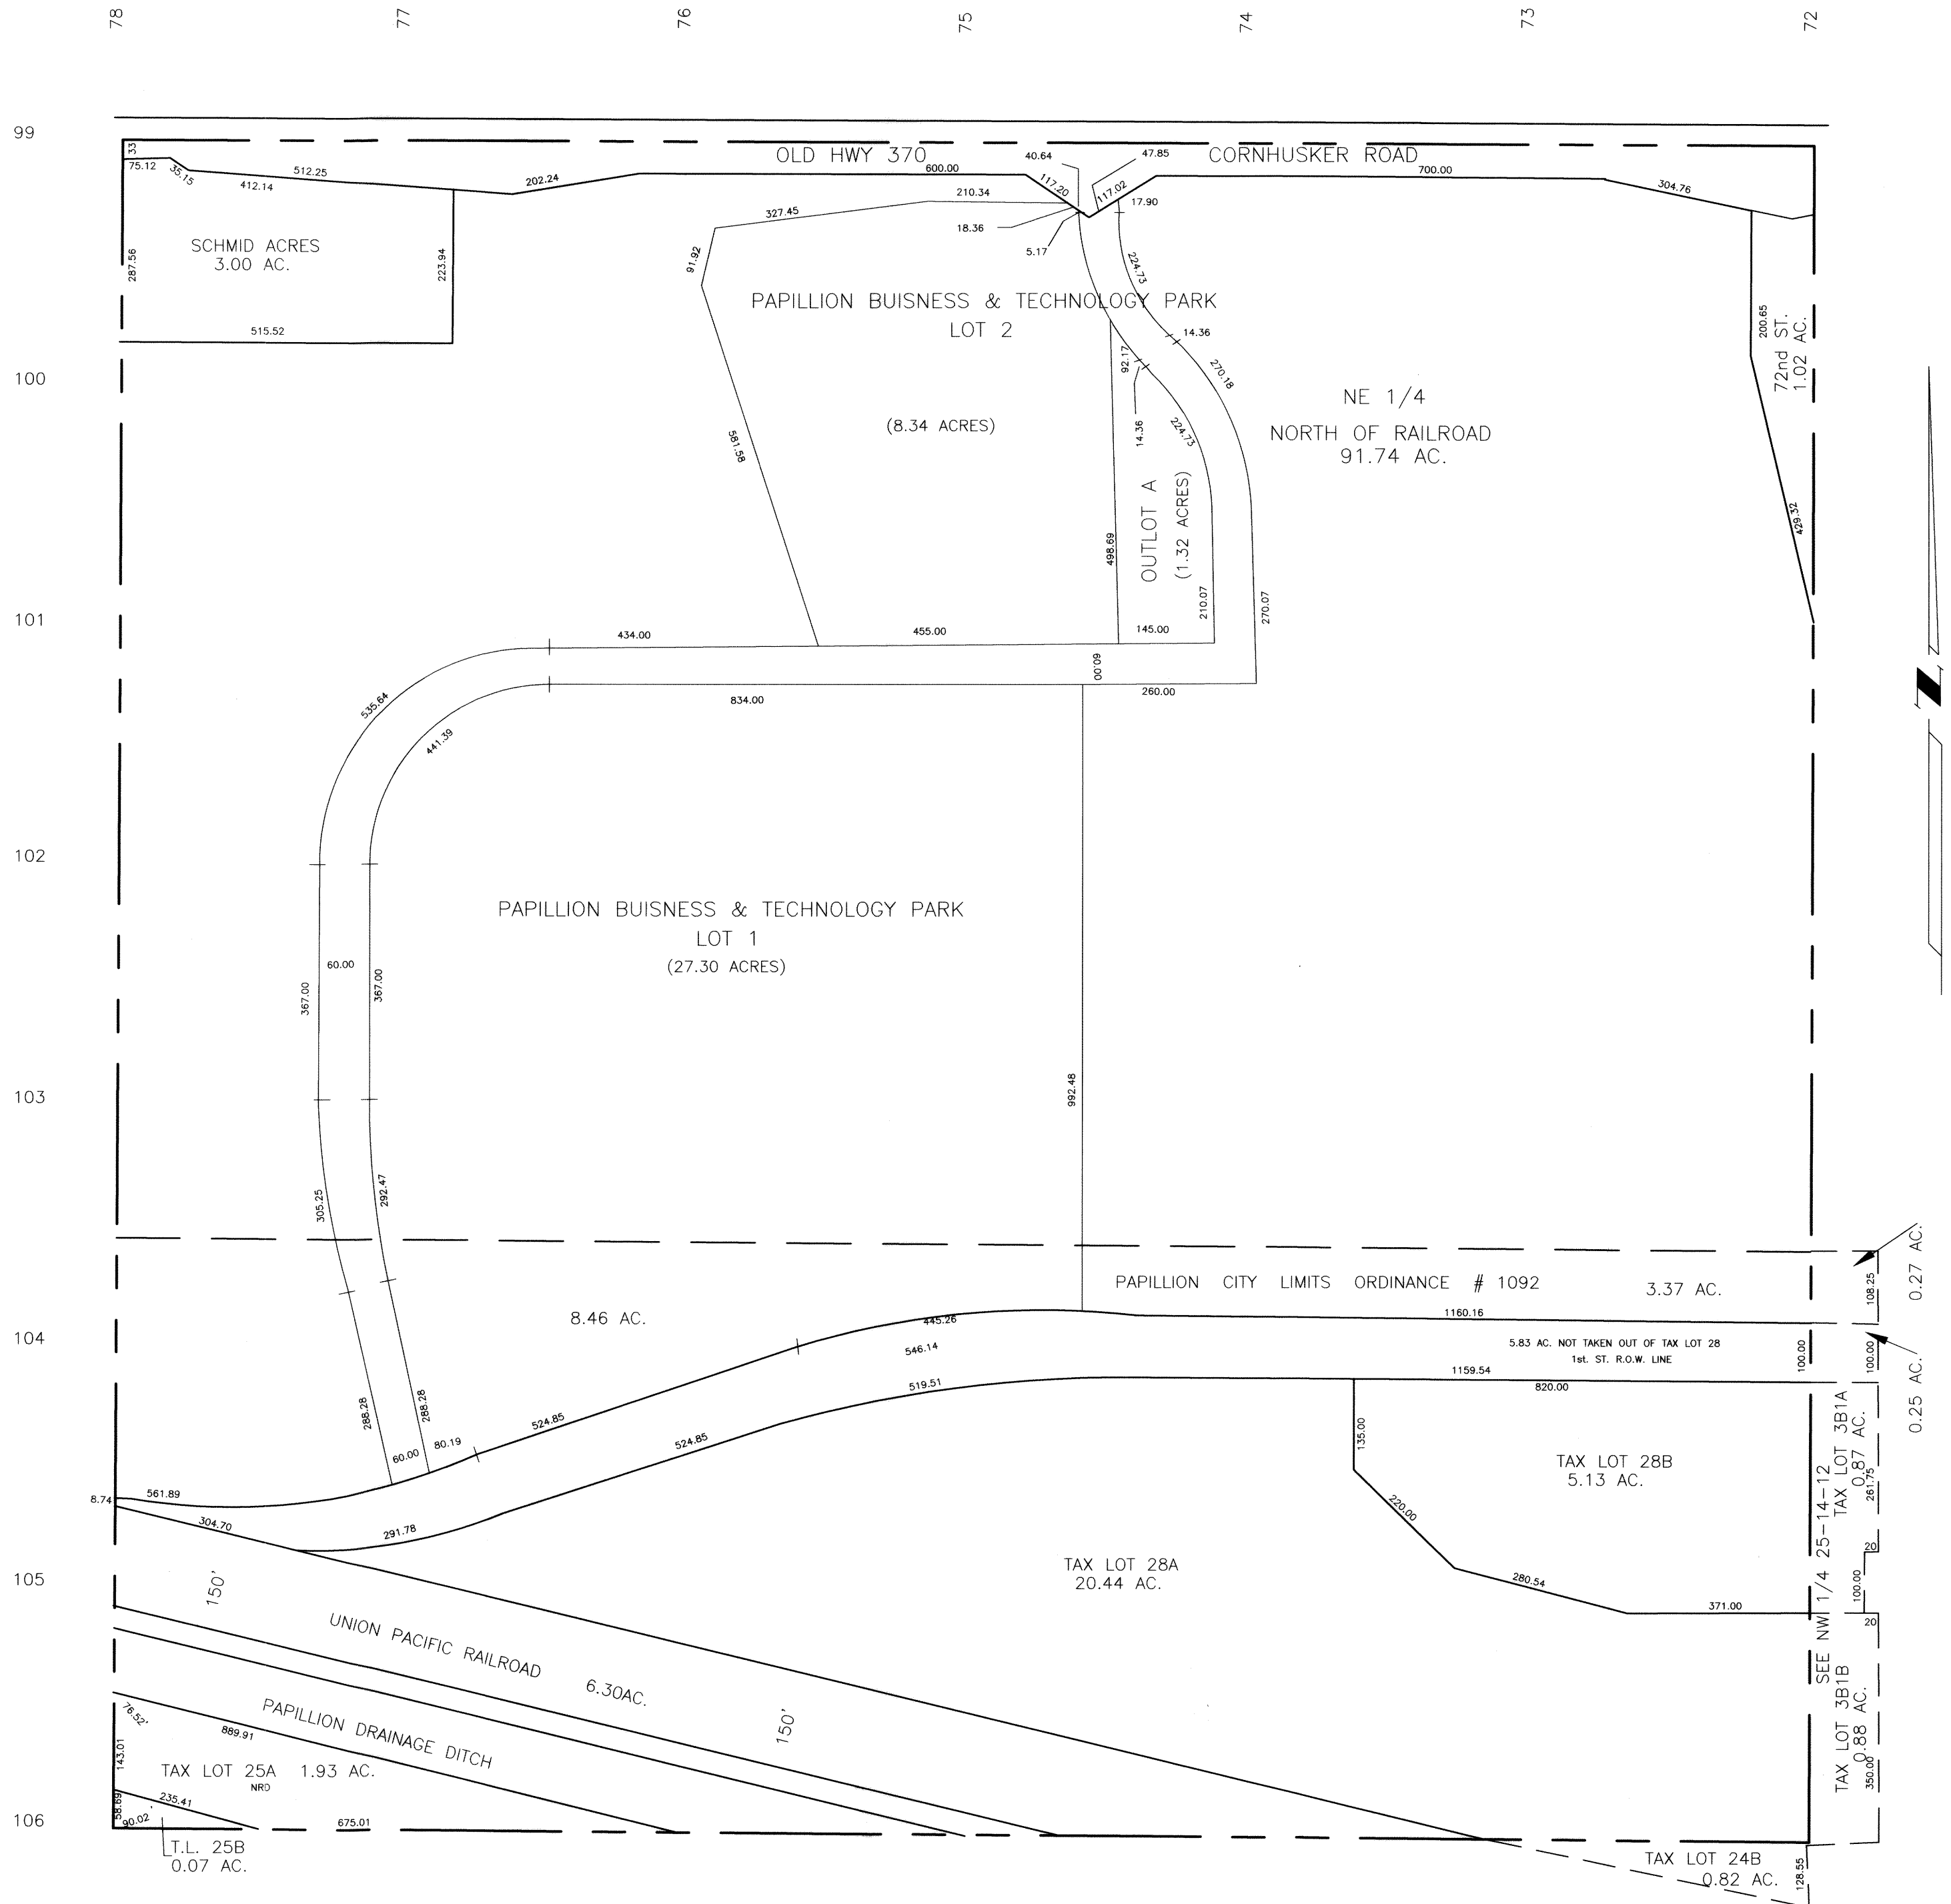 78
77
76
75
74
73
72
99
33
75.12
35.15
512.25
412.14
202.24
OLD HWY 370
600.00
40.64
47.85
CORNHUSKER ROAD
700.00
304.76
117.20
117.02
210.34
327.45
18.36
5.17
17.90
SCHMID ACRES
3.00 AC.
287.56
223.94
515.52
91.92
224.73
PAPILLION BUISNESS & TECHNOLOGY PARK
LOT 2
(8.34 ACRES)
14.36
270.18
92.17
14.36
224.73
581.58
200.65
72nd ST.
1.02 AC.
100
NE 1/4
NORTH OF RAILROAD
91.74 AC.
429.32
498.69
OUTLOT A
(1.32 ACRES)
210.07
270.07
101
434.00
455.00
145.00
60.00
834.00
260.00
N
535.64
441.39
102
PAPILLION BUISNESS & TECHNOLOGY PARK
LOT 1
(27.30 ACRES)
60.00
367.00
367.00
992.48
103
305.25
292.47
PAPILLION CITY LIMITS ORDINANCE # 1092
3.37 AC.
108.25
0.27 AC.
104
8.46 AC.
445.26
546.14
1160.16
5.83 AC. NOT TAKEN OUT OF TAX LOT 28
1st. ST. R.O.W. LINE
100.00
100.00
0.25 AC.
1159.54
820.00
519.51
288.28
288.28
524.85
524.85
60.00
80.19
135.00
TAX LOT 28B
5.13 AC.
220.00
280.54
371.00
TAX LOT 3B1A
0.87 AC.
261.75
SEE NW 1/4 25-14-12
20
100.00
20
8.74
561.89
304.70
291.78
105
150'
TAX LOT 28A
20.44 AC.
UNION PACIFIC RAILROAD 6.30AC.
150'
PAPILLION DRAINAGE DITCH
TAX LOT 3B1B
0.88 AC.
350.00
76.52'
889.91
143.01
TAX LOT 25A 1.93 AC.
NRD
58.69
235.41
90.02'
675.01
106
T.L. 25B
0.07 AC.
TAX LOT 24B
0.82 AC.
128.55